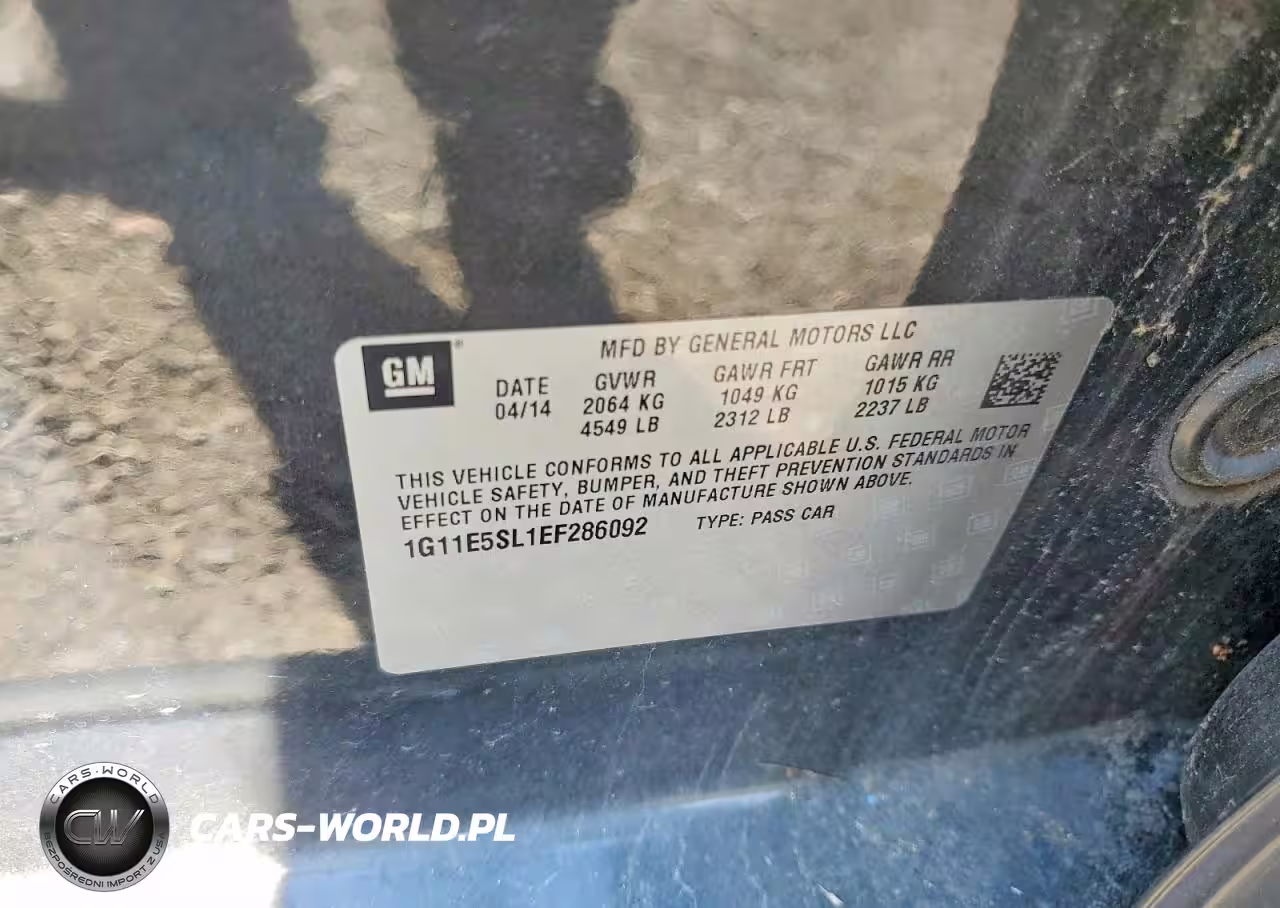 GM
MFD BY GENERAL MOTORS LLC
DATE GVWR GAWR FRT GAWR RR
04/14 2064 KG 1049 KG 1015 KG
4549 LB 2312 LB 2237 LB
THIS VEHICLE CONFORMS TO ALL APPLICABLE U.S. FEDERAL MOTOR
VEHICLE SAFETY, BUMPER, AND THEFT PREVENTION STANDARDS IN
EFFECT ON THE DATE OF MANUFACTURE SHOWN ABOVE.
1G11E5SL1EF286092 TYPE: PASS CAR
CARS-WORLD
CW
BEZPOŚREDNI IMPORT Z USA
CARS-WORLD.PL